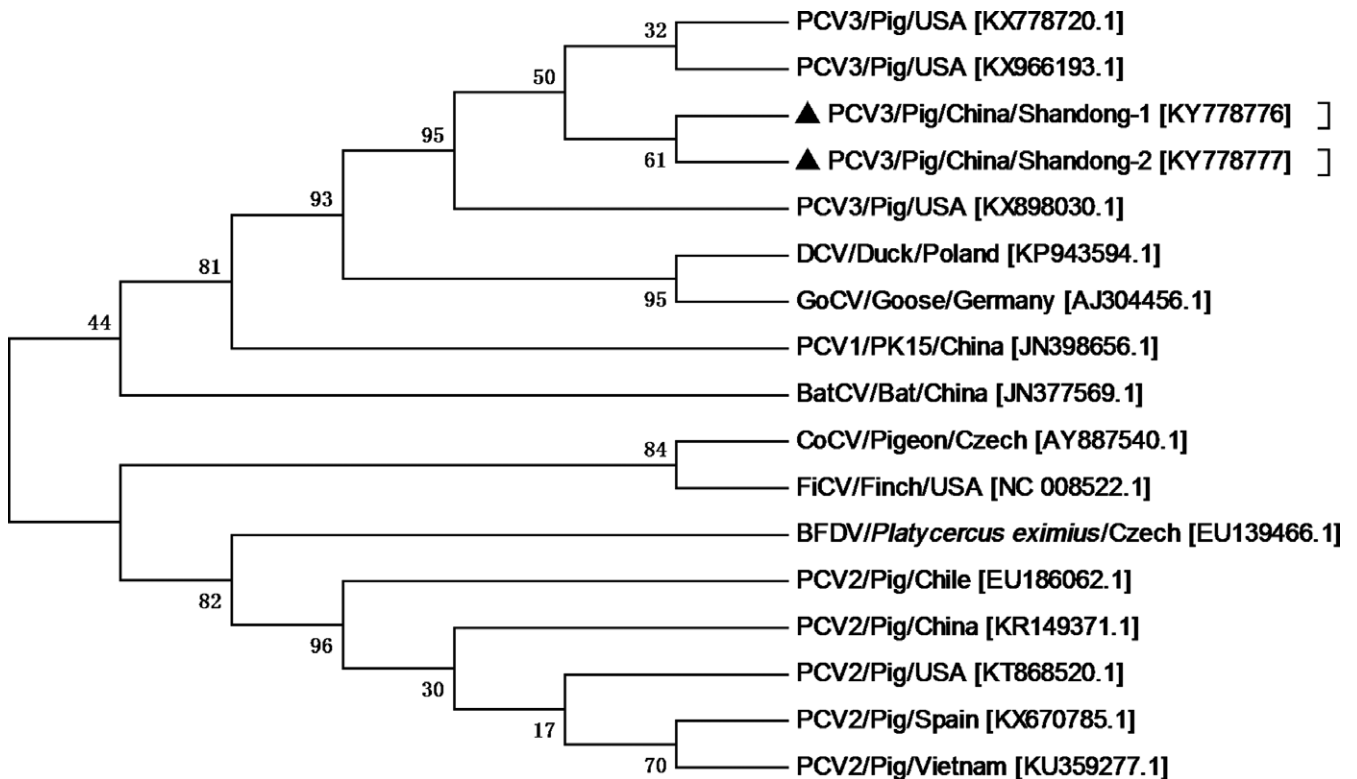 PCV3/Pig/USA [KX778720.1]
32
PCV3/Pig/USA [KX966193.1]
50
▲ PCV3/Pig/China/Shandong-1 [KY778776]
95
▲ PCV3/Pig/China/Shandong-2 [KY778777]
61
93
PCV3/Pig/USA [KX898030.1]
DCV/Duck/Poland [KP943594.1]
81
95
GoCV/Goose/Germany [AJ304456.1]
44
PCV1/PK15/China [JN398656.1]
BatCV/Bat/China [JN377569.1]
CoCV/Pigeon/Czech [AY887540.1]
84
FiCV/Finch/USA [NC 008522.1]
BFDV/Platycercus eximius/Czech [EU139466.1]
PCV2/Pig/Chile [EU186062.1]
82
PCV2/Pig/China [KR149371.1]
96
PCV2/Pig/USA [KT868520.1]
30
PCV2/Pig/Spain [KX670785.1]
17
PCV2/Pig/Vietnam [KU359277.1]
70